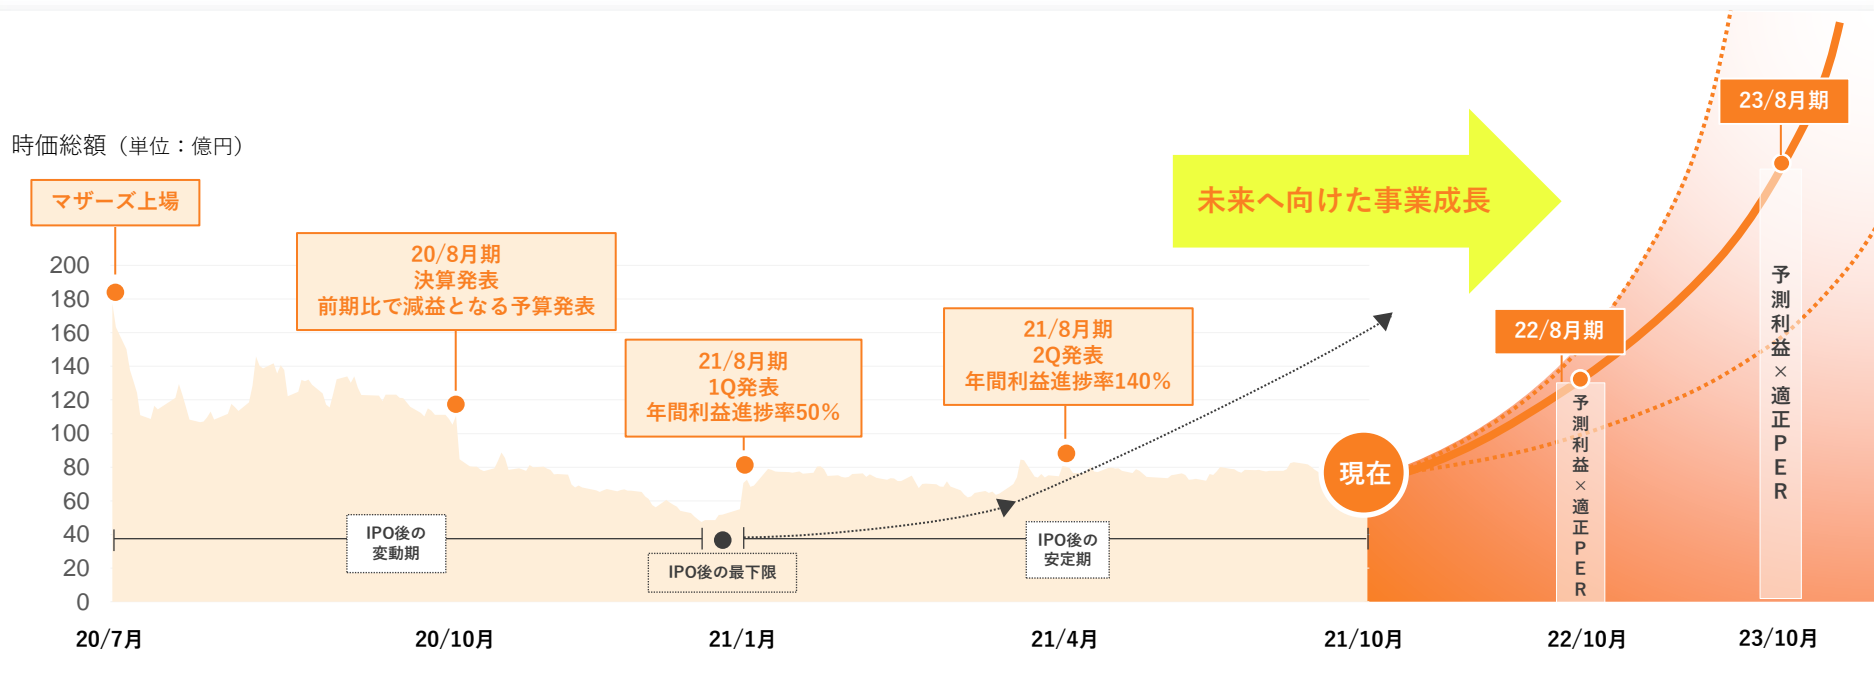 時価総額（単位：億円）
マザーズ上場
20/8月期
決算発表
前期比で減益となる予算発表
21/8月期
1Q発表
年間利益進捗率50%
21/8月期
2Q発表
年間利益進捗率140%
未来へ向けた事業成長
22/8月期
23/8月期
200
180
160
140
120
100
80
60
40
20
0
IPO後の
変動期
IPO後の最下限
IPO後の
安定期
現在
予測利益×適正PER
予測利益×適正PER
20/7月
20/10月
21/1月
21/4月
21/10月
22/10月
23/10月